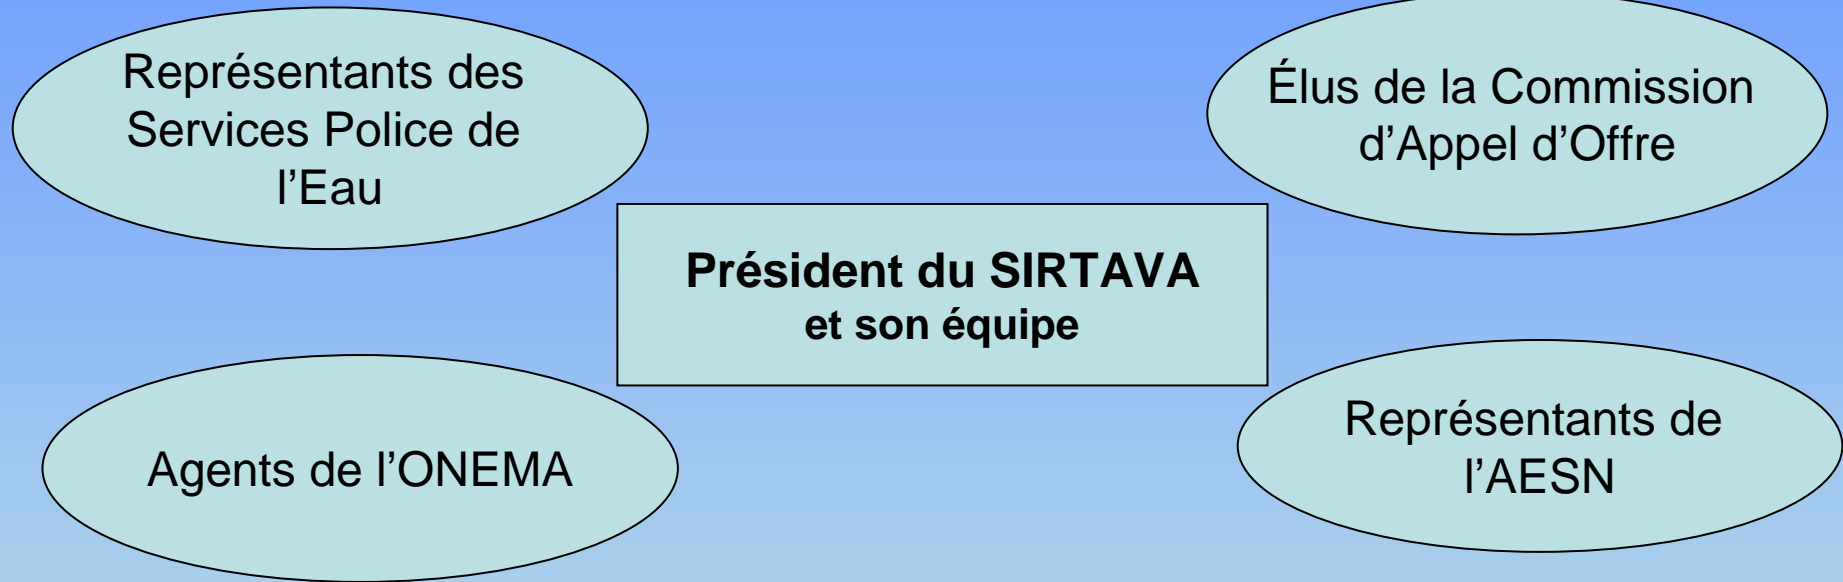 Représentants des
Services Police de
l’Eau
Élus de la Commission
d’Appel d’Offre
Président du SIRTAVA
et son équipe
Agents de l’ONEMA
Représentants de
l’AESN